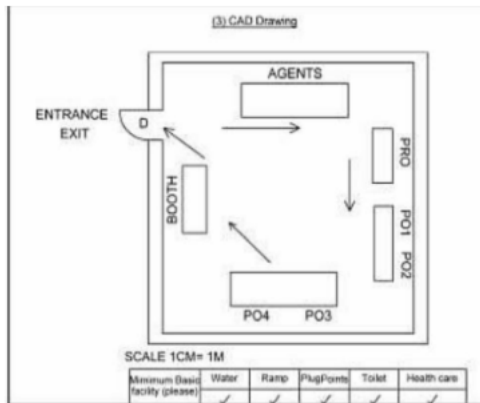 (3) CAD Drawing
AGENTS
ENTRANCE
EXIT
D
PRO
BOOTH
PO1
PO2
PO4 PO3
SCALE 1CM= 1M
Mimimum Basic facility (please) Water Ramp PlugPoints Toilet Health care
✓ ✓ ✓ ✓ ✓